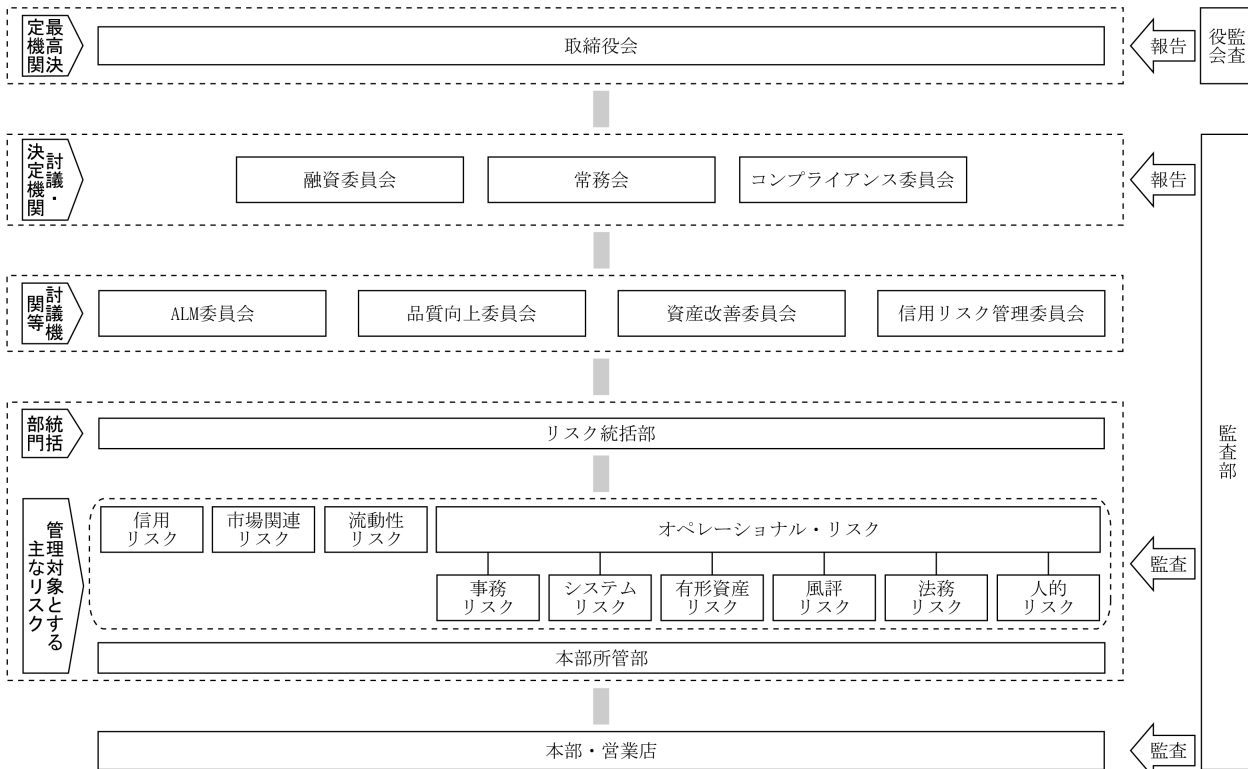 最高決
定機関
取締役会
報告
監査
役会
討議・
決定機関
融資委員会
常務会
コンプライアンス委員会
報告
討議機
関等
ALM委員会
品質向上委員会
資産改善委員会
信用リスク管理委員会
統括
部門
リスク統括部
監査部
管理対象とする
主なリスク
信用
リスク
市場関連
リスク
流動性
リスク
オペレーショナル・リスク
事務
リスク
システム
リスク
有形資産
リスク
風評
リスク
法務
リスク
人的
リスク
監査
本部所管部
本部・営業店
監査